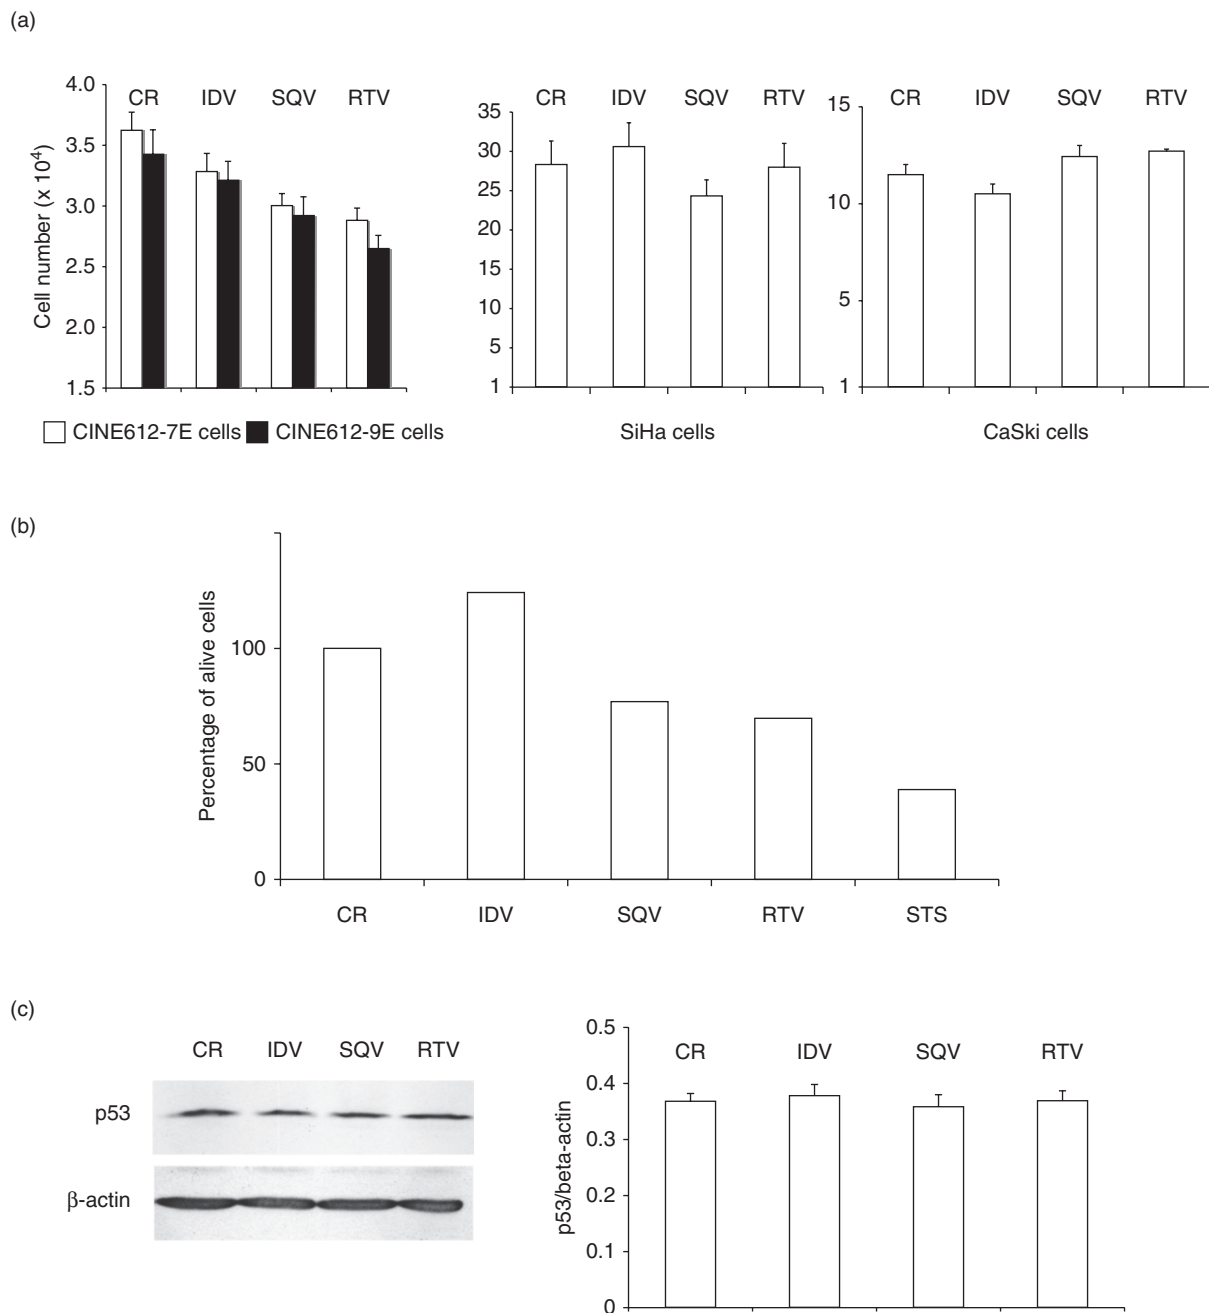 (a)
Cell number (x 10⁴)
4.0
3.5
3.0
2.5
2.0
1.5
CR IDV SQV RTV
CINE612-7E cells CINE612-9E cells
35
30
25
20
15
10
5
1
CR IDV SQV RTV
SiHa cells
15
10
5
1
CR IDV SQV RTV
CaSki cells
(b)
Percentage of alive cells
100
50
0
CR IDV SQV RTV STS
(c)
CR IDV SQV RTV
p53
β-actin
p53/beta-actin
0.5
0.4
0.3
0.2
0.1
0
CR IDV SQV RTV